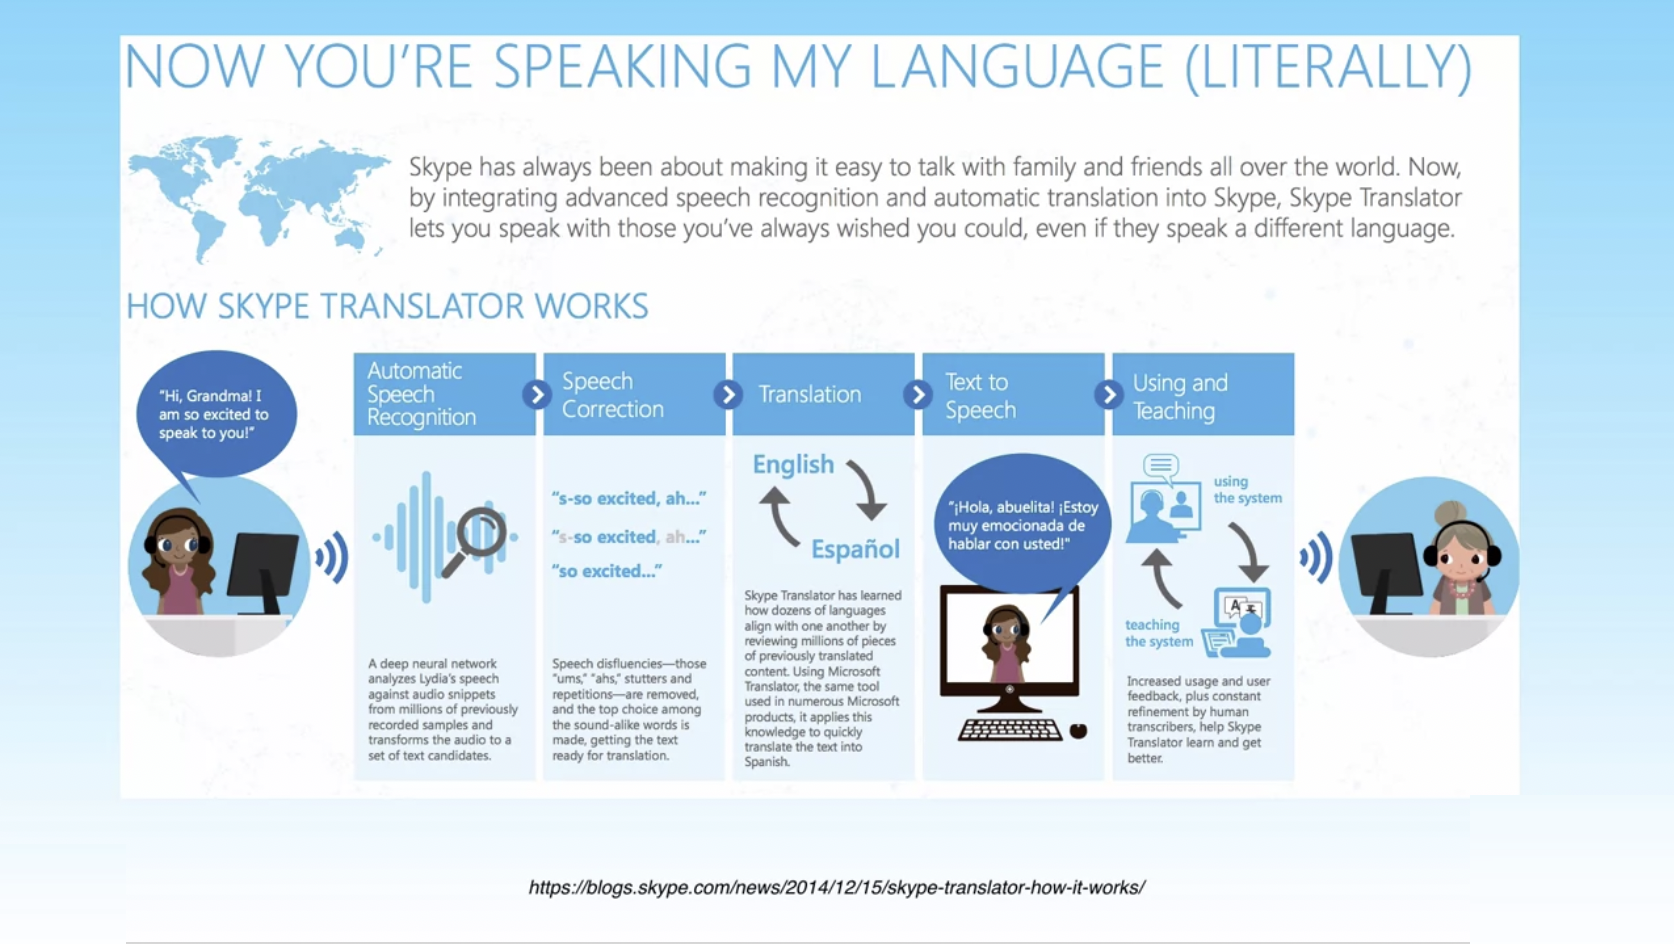 NOW YOU'RE SPEAKING MY LANGUAGE (LITERALLY)
Skype has always been about making it easy to talk with family and friends all over the world. Now,
by integrating advanced speech recognition and automatic translation into Skype, Skype Translator
lets you speak with those you've always wished you could, even if they speak a different language.
HOW SKYPE TRANSLATOR WORKS
"Hi, Grandma! I
am so excited to
speak to you!"
Automatic
Speech
Recognition
A deep neural network
analyzes Lydia's speech
against audio snippets
from millions of previously
recorded samples and
transforms the audio to a
set of text candidates.
Speech
Correction
"s-so excited, ah..."
"s-so excited, ah..."
"so excited..."
Speech disfluencies—those
"ums," "ahs," stutters and
repetitions—are removed,
and the top choice among
the sound-alike words is
made, getting the text
ready for translation.
Translation
English
Español
Skype Translator has learned
how dozens of languages
align with one another by
reviewing millions of pieces
of previously translated
content. Using Microsoft
Translator, the same tool
used in numerous Microsoft
products, it applies this
knowledge to quickly
translate the text into
Spanish.
Text to
Speech
"¡Hola, abuelita! ¡Estoy
muy emocionada de
hablar con usted!"
Using and
Teaching
using
the system
A
teaching
the system
Increased usage and user
feedback, plus constant
refinement by human
transcribers, help Skype
Translator learn and get
better.
https://blogs.skype.com/news/2014/12/15/skype-translator-how-it-works/